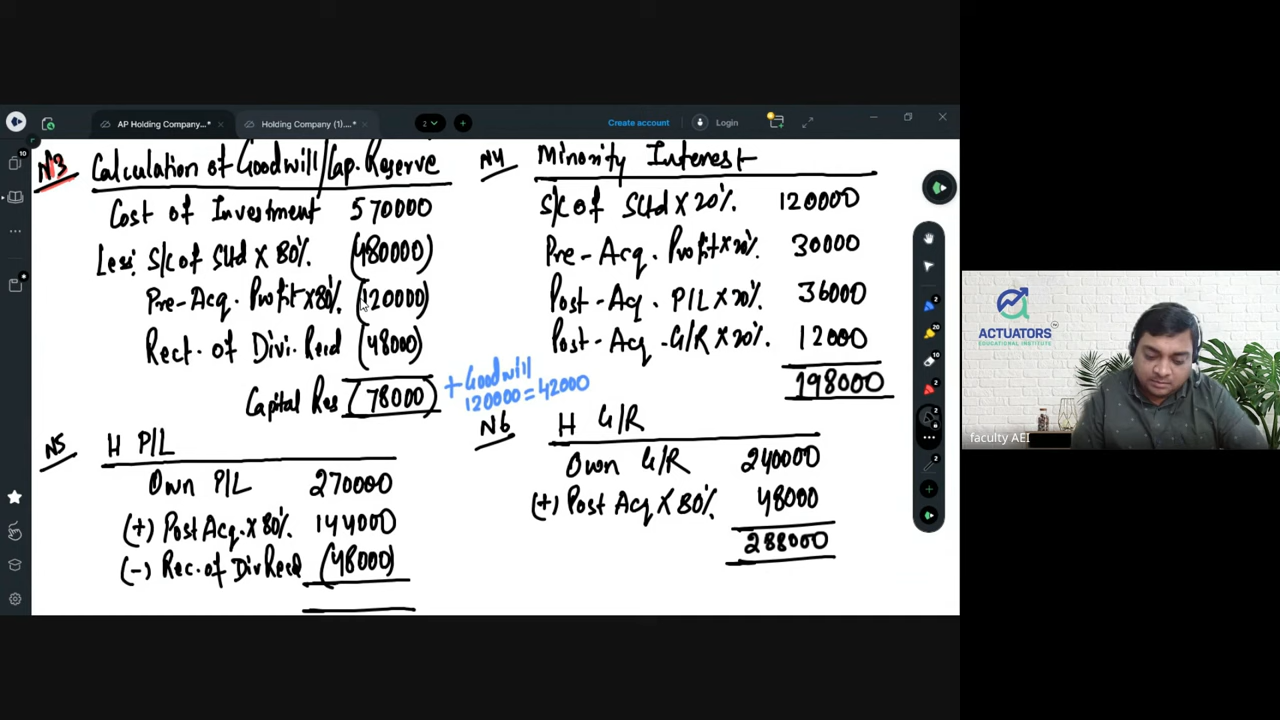 AP Holding Company...*
Holding Company (1)....*
2
Create account
Login
N3 Calculation of Goodwill/Cap. Reserve
Cost of Investment 570000
Less: S/C of SLtd X 80% (480000)
Pre-Acq. Profit X 80% (120000)
Rect. of Divi. Recd (48000)
Capital Res (78000)
+ Goodwill
120000 = 42000
N4 Minority Interest
S/C of SLtd X 20% 120000
Pre-Acq. Profit X 20% 30000
Post-Acq. P/L X 20% 36000
Post-Acq. G/R X 20% 12000
198000
N5 H P/L
Own P/L 270000
(+) Post Acq. X 80% 144000
(-) Rec. of Div Recd (48000)
N6 H G/R
Own G/R 240000
(+) Post Acq X 80% 48000
288000
ACTUATORS
EDUCATIONAL INSTITUTE
faculty AEI